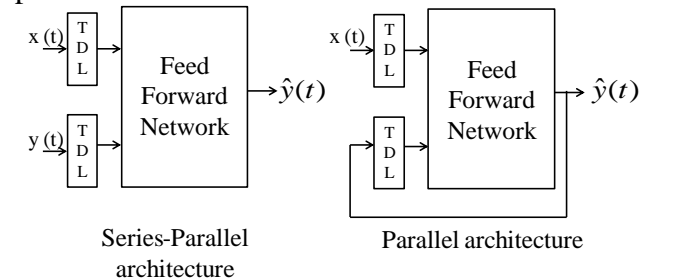 x (t)
T
D
L
Feed
Forward
Network
ŷ(t)
y (t)
T
D
L
Series-Parallel
architecture
x (t)
T
D
L
Feed
Forward
Network
ŷ(t)
T
D
L
Parallel architecture